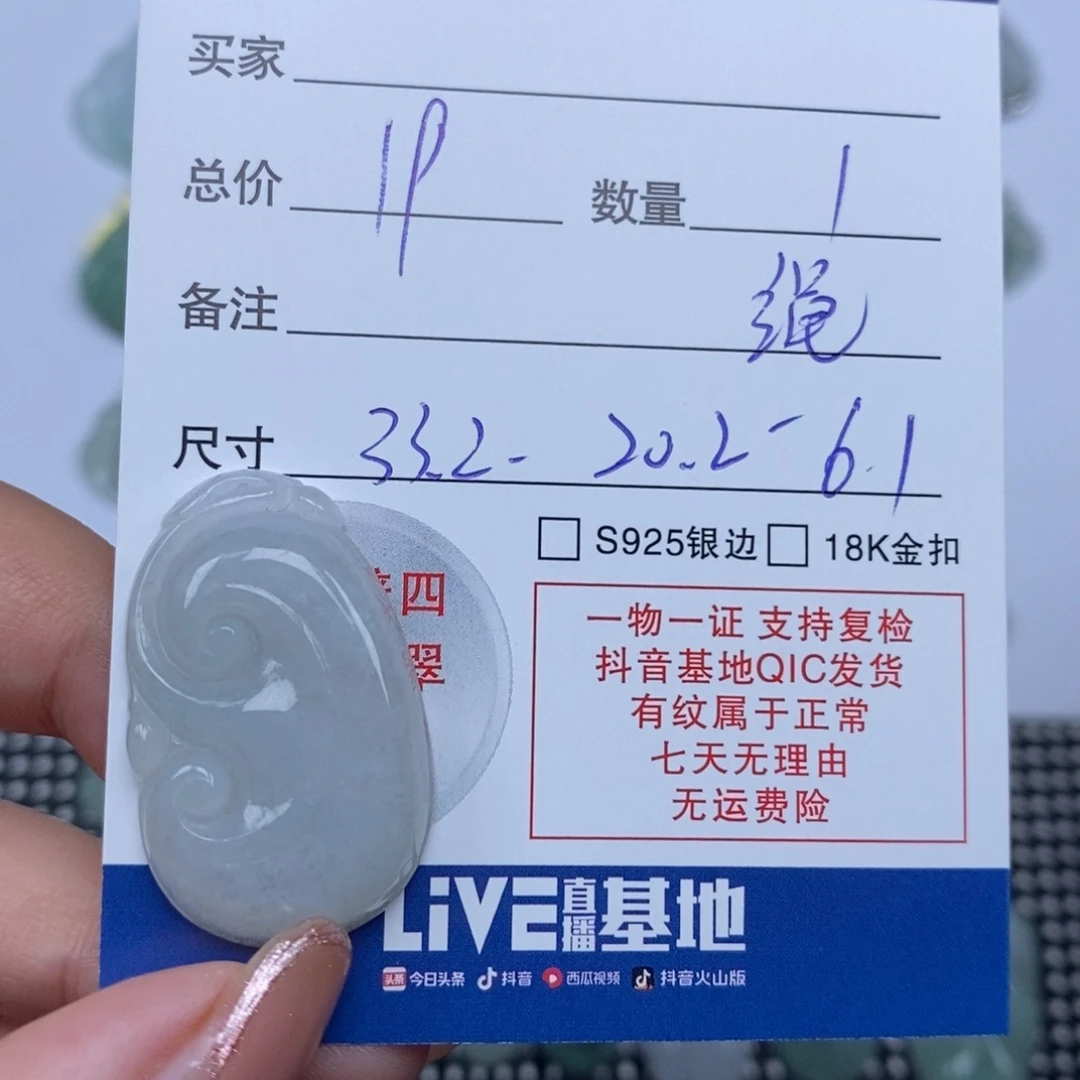 买家
总价 1P 数量 1
备注 绳
尺寸 33.2- 20.2-6.1
S925银边 18K金扣
四
翠
一物一证 支持复检
抖音基地QIC发货
有纹属于正常
七天无理由
无运费险
LiVE直播基地
头条 今日头条 抖音 西瓜视频 抖音火山版